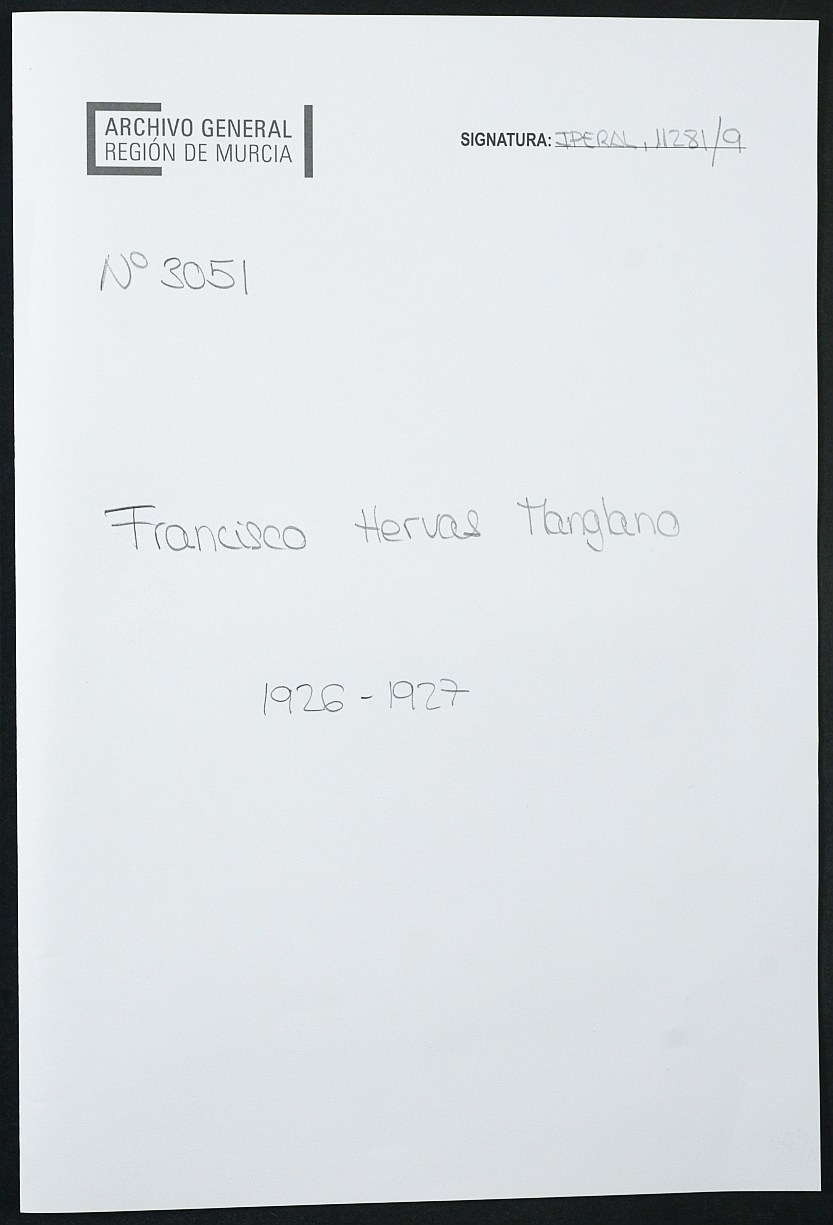 ARCHIVO GENERAL
REGIÓN DE MURCIA
SIGNATURA: IPERAL, 11281/9
Nº 3051
Francisco Hervas Manglano
1926 - 1927